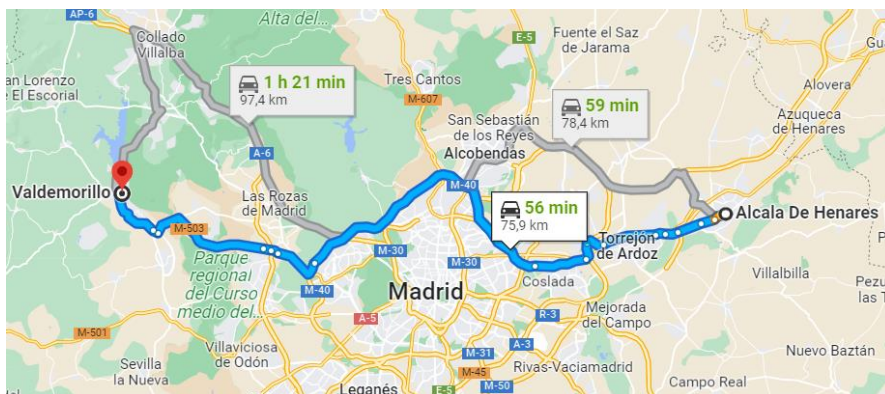 AP-6
Collado
Villalba
Alta del...
E-5
Fuente el Saz
de Jarama
an Lorenzo
e El Escorial
1 h 21 min
97,4 km
Tres Cantos
M-607
59 min
78,4 km
Alovera
San Sebastián
de los Reyes
Azuqueca
de Henares
Alcobendas
A-6
M-40
Valdemorillo
Las Rozas
de Madrid
56 min
75,9 km
Alcala De Henares
M-503
M-30
M-30
Torrejón
de Ardoz
Parque
regional
del Curso
medio del...
M-40
Madrid
Coslada
Villalbilla
Pezu
las T
R-3
Mejorada
del Campo
M-501
A-5
Villaviciosa
de Odón
A-3
M-31
Nuevo Baztán
Sevilla
la Nueva
Rivas-Vaciamadrid
M-45
M-50
Leganés
E-5
Campo Real